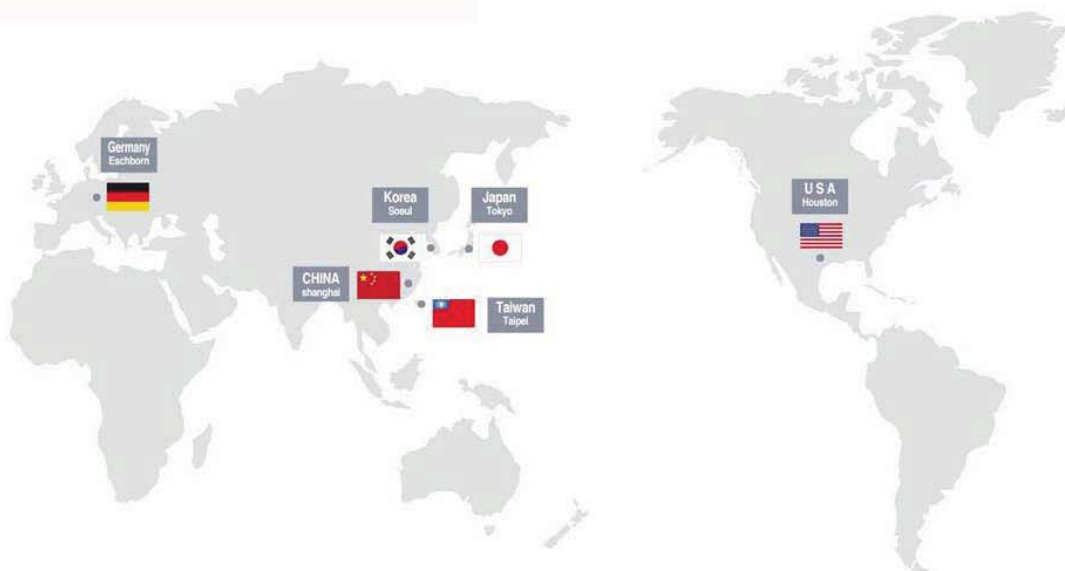 Germany
Eschborn
Korea
Soeul
Japan
Tokyo
U S A
Houston
CHINA
shanghai
Taiwan
Taipei